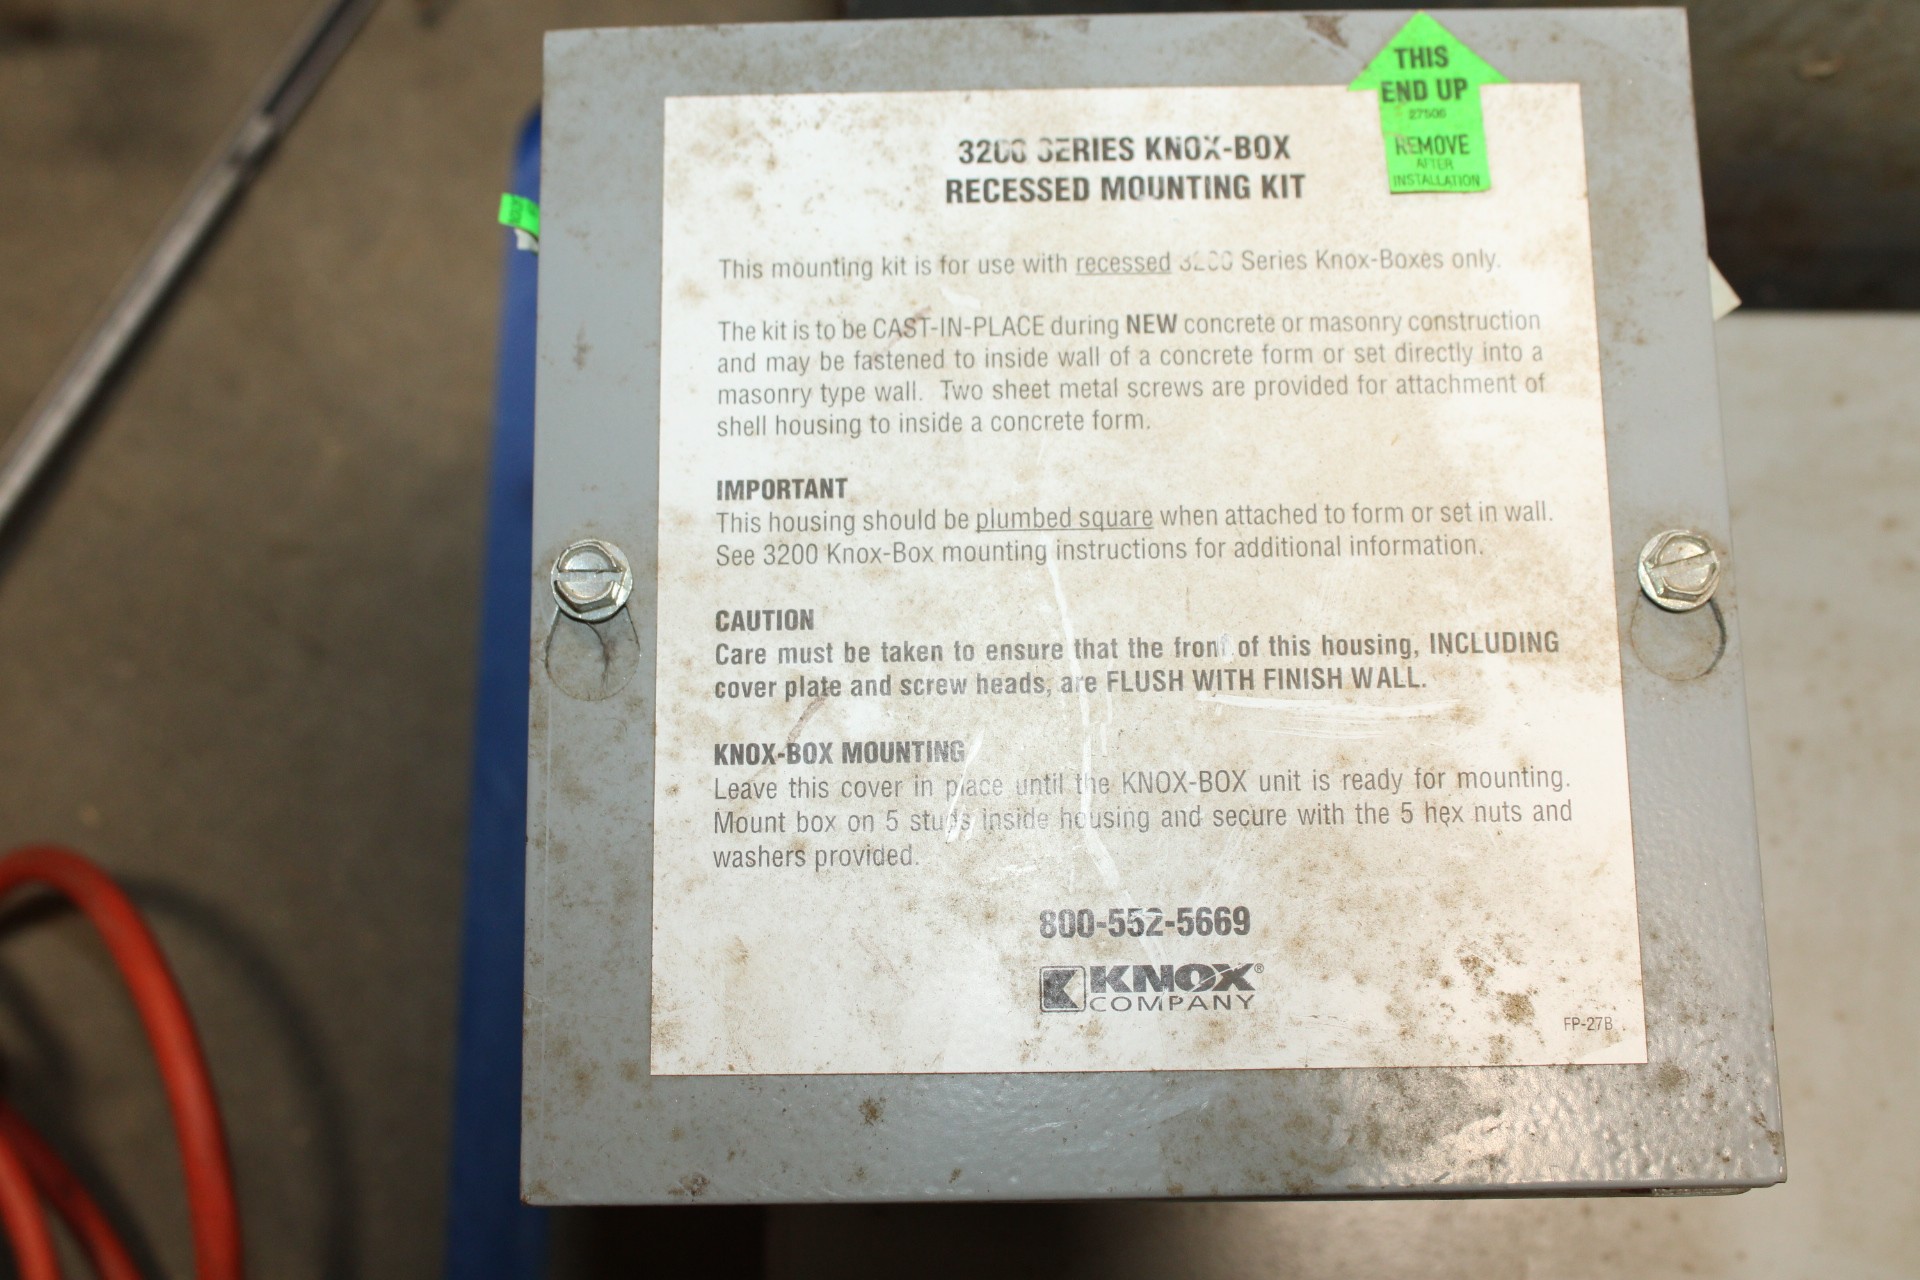 THIS
END UP
27506
REMOVE
AFTER
INSTALLATION
3200 SERIES KNOX-BOX
RECESSED MOUNTING KIT
This mounting kit is for use with recessed 3200 Series Knox-Boxes only.
The kit is to be CAST-IN-PLACE during NEW concrete or masonry construction
and may be fastened to inside wall of a concrete form or set directly into a
masonry type wall. Two sheet metal screws are provided for attachment of
shell housing to inside a concrete form.
IMPORTANT
This housing should be plumbed square when attached to form or set in wall.
See 3200 Knox-Box mounting instructions for additional information.
CAUTION
Care must be taken to ensure that the front of this housing, INCLUDING
cover plate and screw heads, are FLUSH WITH FINISH WALL.
KNOX-BOX MOUNTING
Leave this cover in place until the KNOX-BOX unit is ready for mounting.
Mount box on 5 studs inside housing and secure with the 5 hex nuts and
washers provided.
800-552-5669
KNOX®
COMPANY
FP-27B